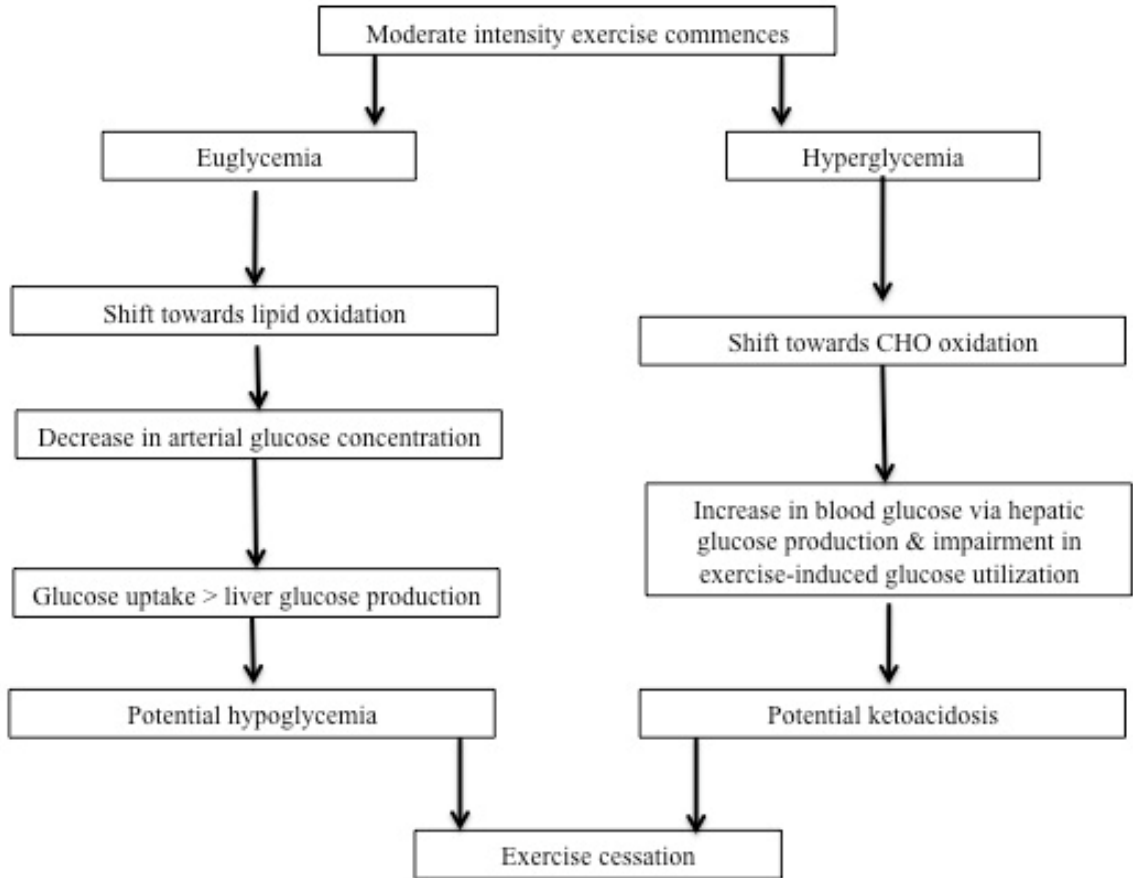 Moderate intensity exercise commences
Euglycemia
Hyperglycemia
Shift towards lipid oxidation
Shift towards CHO oxidation
Decrease in arterial glucose concentration
Increase in blood glucose via hepatic
glucose production & impairment in
exercise-induced glucose utilization
Glucose uptake > liver glucose production
Potential hypoglycemia
Potential ketoacidosis
Exercise cessation